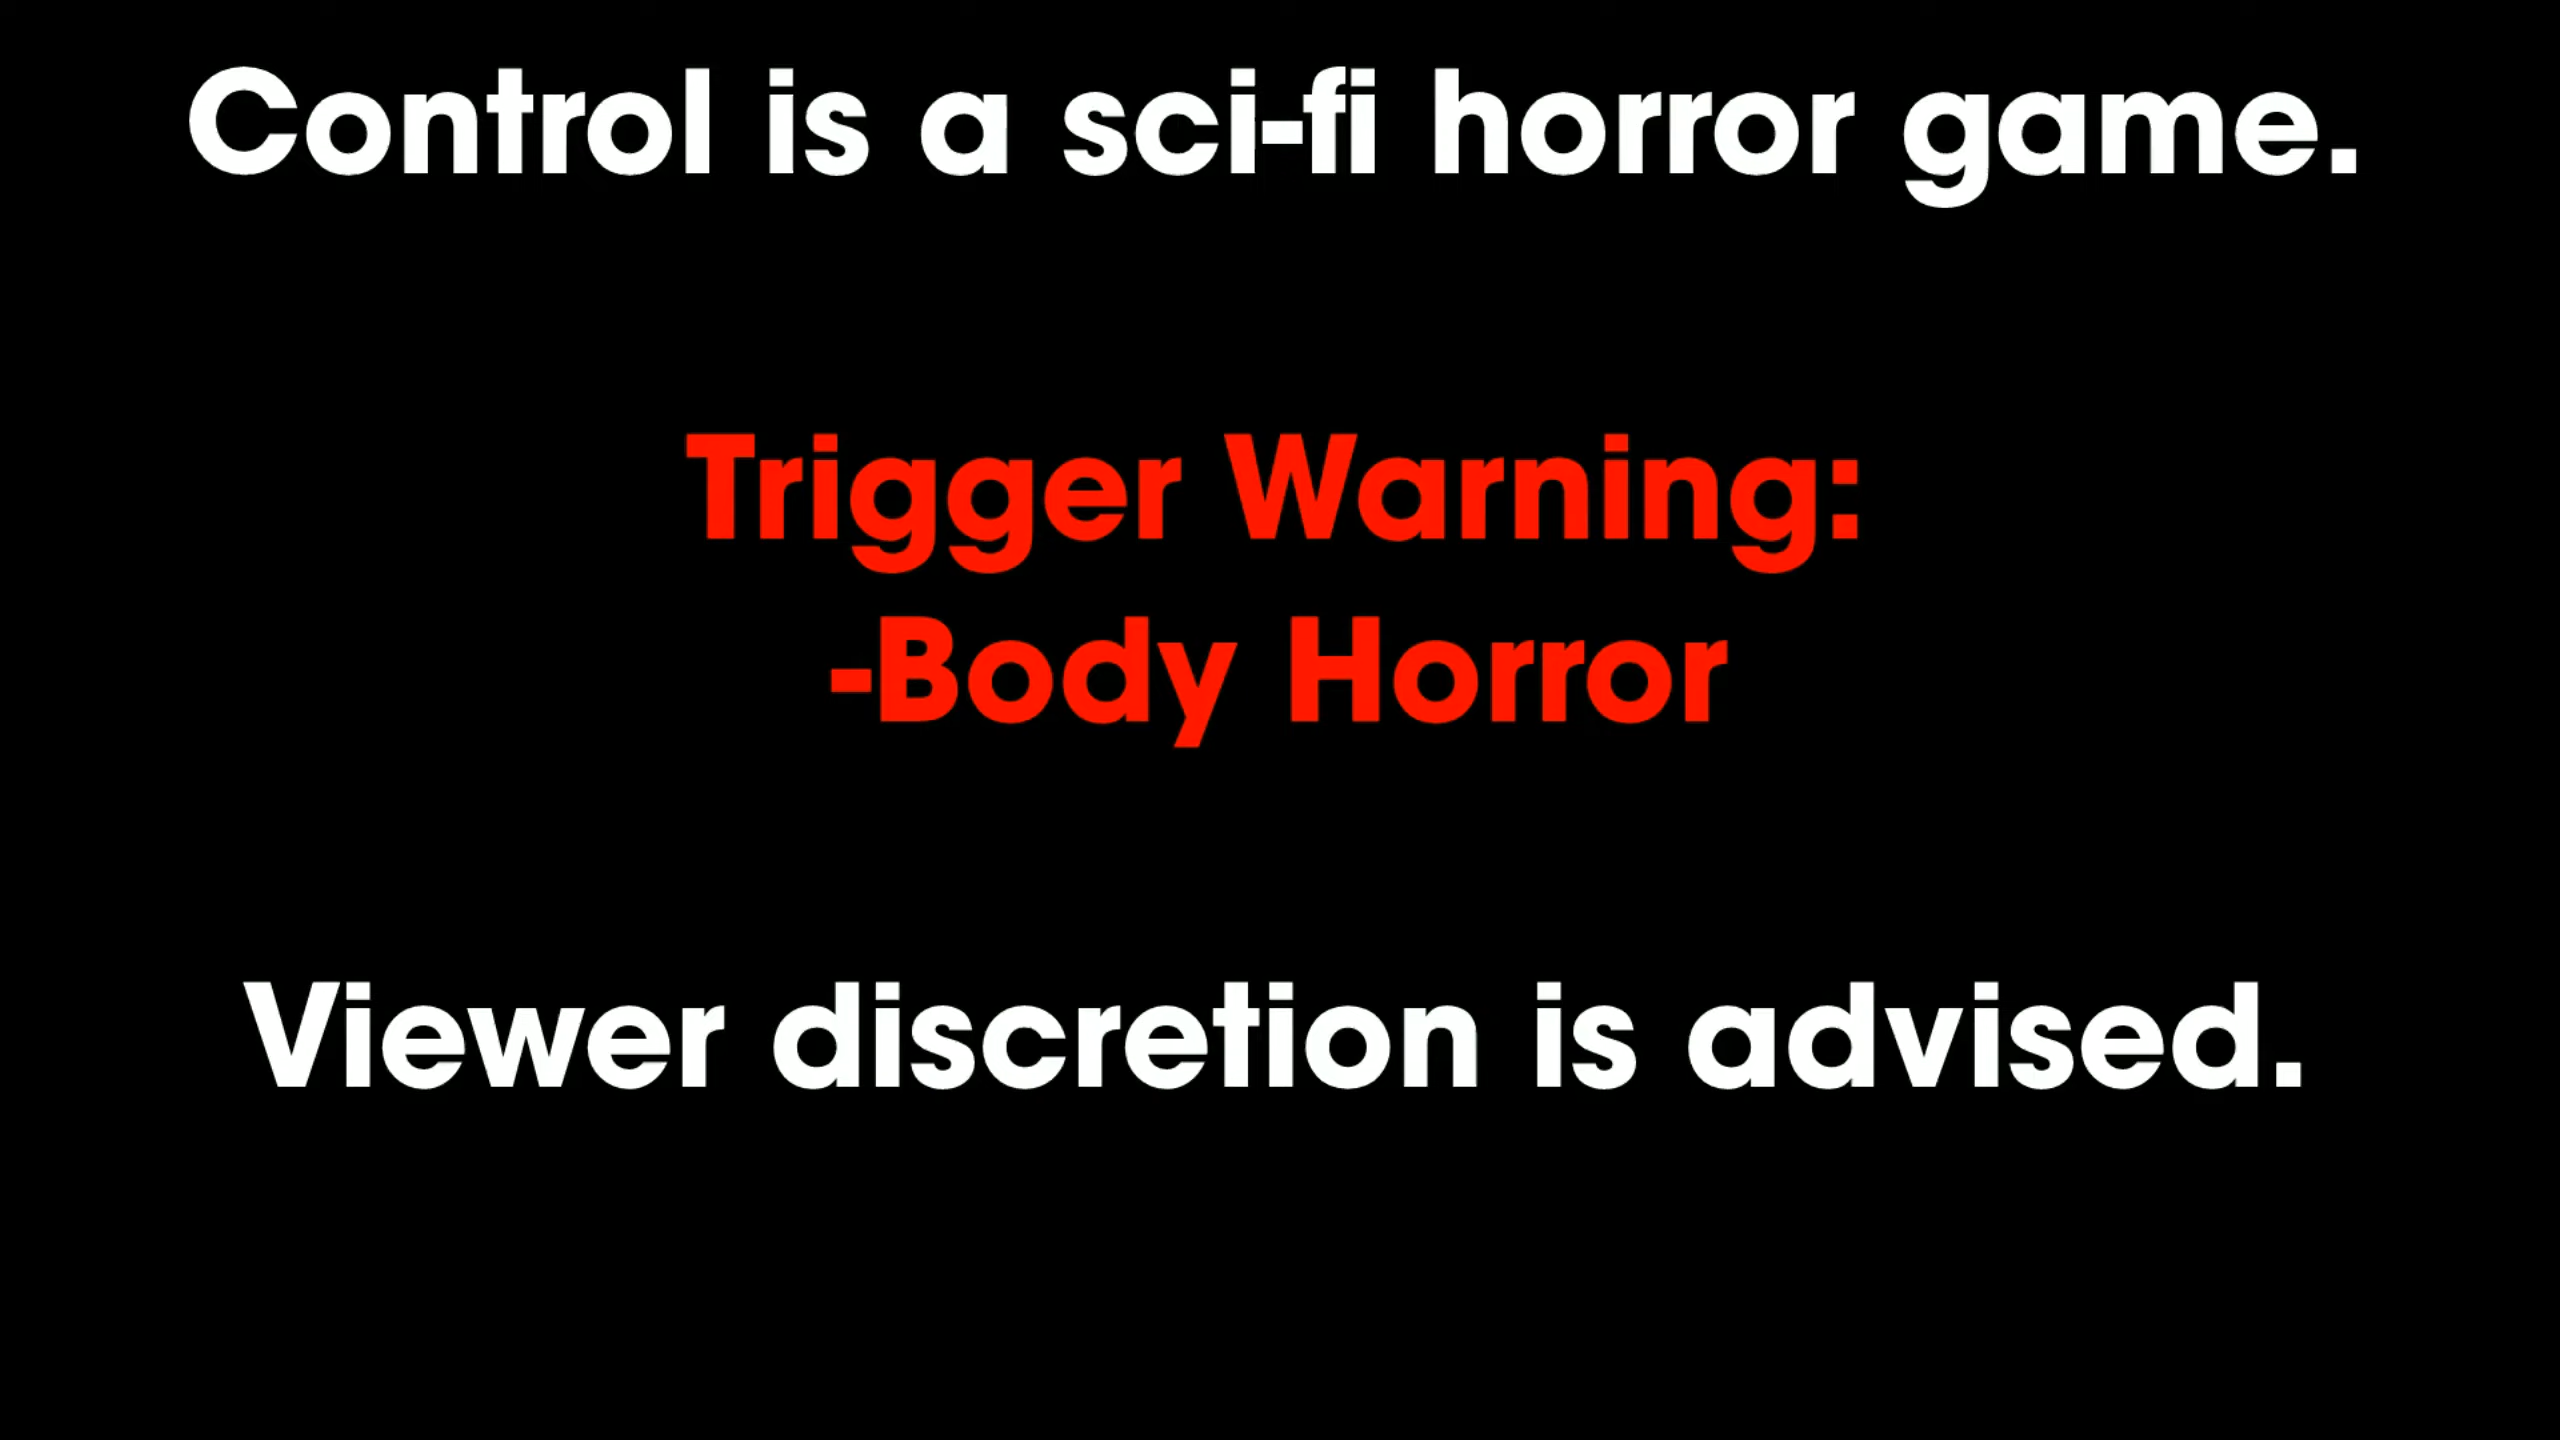 Control is a sci-fi horror game.
Trigger Warning:
-Body Horror
Viewer discretion is advised.